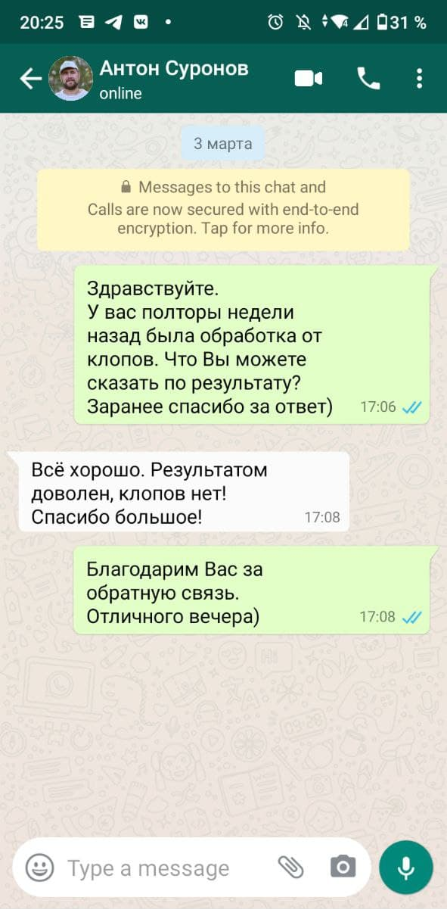 20:25
31 %
Антон Суронов
online
3 марта
Messages to this chat and
Calls are now secured with end-to-end
encryption. Tap for more info.
Здравствуйте.
У вас полторы недели
назад была обработка от
клопов. Что Вы можете
сказать по результату?
Заранее спасибо за ответ) 17:06
Всё хорошо. Результатом
доволен, клопов нет!
Спасибо большое! 17:08
Благодарим Вас за
обратную связь.
Отличного вечера) 17:08
Type a message